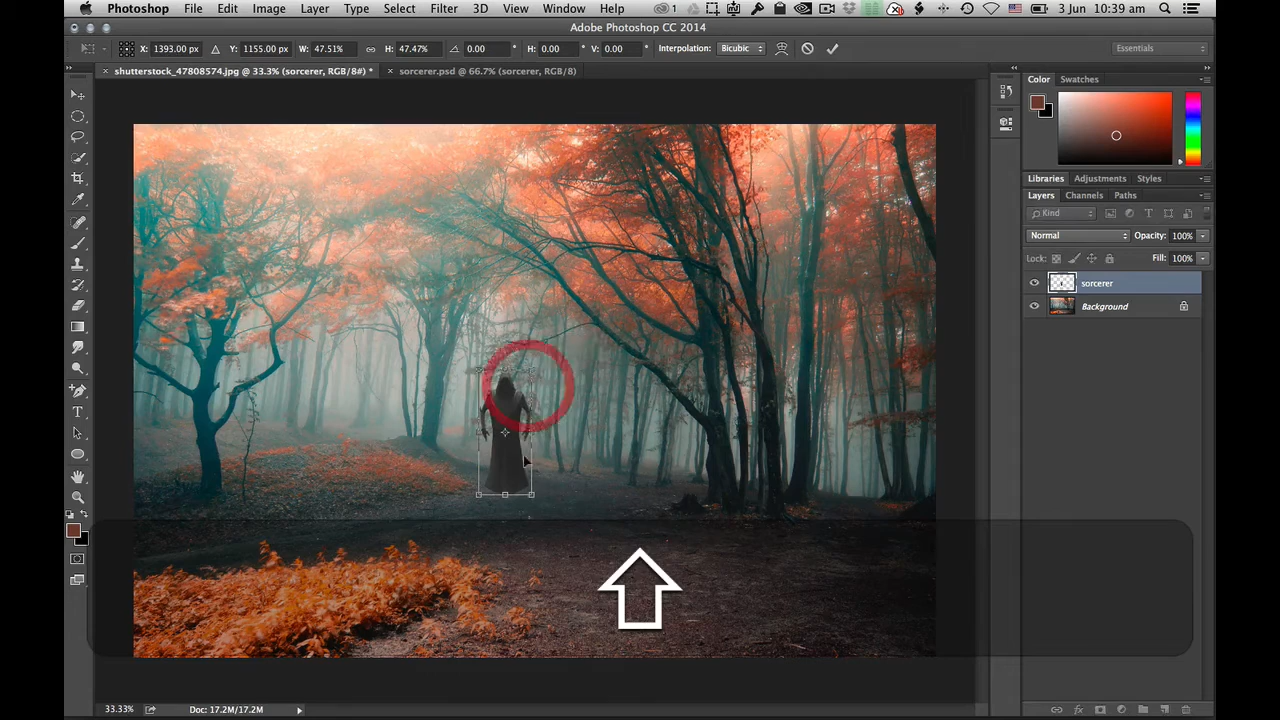 Photoshop File Edit Image Layer Type Select Filter 3D View Window Help 1 3 Jun 10:39 am
Adobe Photoshop CC 2014
X: 1393.00 px Y: 1155.00 px W: 47.51% H: 47.47% 0.00 ° H: 0.00 ° V: 0.00 ° Interpolation: Bicubic Essentials
shutterstock_47808574.jpg @ 33.3% (sorcerer, RGB/8#) * sorcerer.psd @ 66.7% (sorcerer, RGB/8)
Color Swatches
Libraries Adjustments Styles
Layers Channels Paths
Kind
Normal Opacity: 100%
Lock: Fill: 100%
sorcerer
Background
33.33% Doc: 17.2M/17.2M